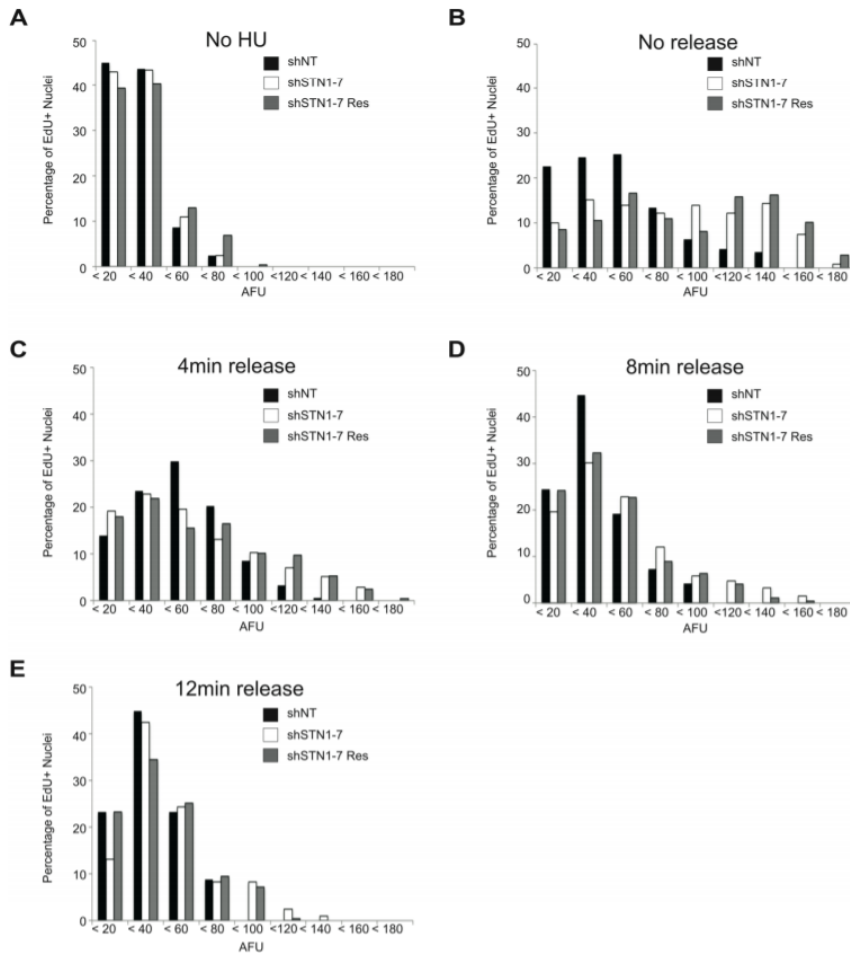 A
No HU
shNT
shSTN1-7
shSTN1-7 Res
Percentage of EdU+ Nuclei
50
40
30
20
10
0
< 20 < 40 < 60 < 80 < 100 <120 < 140 < 160 < 180
AFU
B
No release
shNT
shSTN1-7
shSTN1-7 Res
Percentage of EdU+ Nuclei
50
40
30
20
10
0
< 20 < 40 < 60 < 80 < 100 <120 < 140 < 160 < 180
AFU
C
4min release
shNT
shSTN1-7
shSTN1-7 Res
Percentage of EdU+ Nuclei
50
40
30
20
10
0
< 20 < 40 < 60 < 80 < 100 <120 < 140 < 160 < 180
AFU
D
8min release
shNT
shSTN1-7
shSTN1-7 Res
Percentage of EdU+ Nuclei
50
40
30
20
10
0
< 20 < 40 < 60 < 80 < 100 <120 < 140 < 160 < 180
AFU
E
12min release
shNT
shSTN1-7
shSTN1-7 Res
Percentage of EdU+ Nuclei
50
40
30
20
10
0
< 20 < 40 < 60 < 80 < 100 <120 < 140 < 160 < 180
AFU